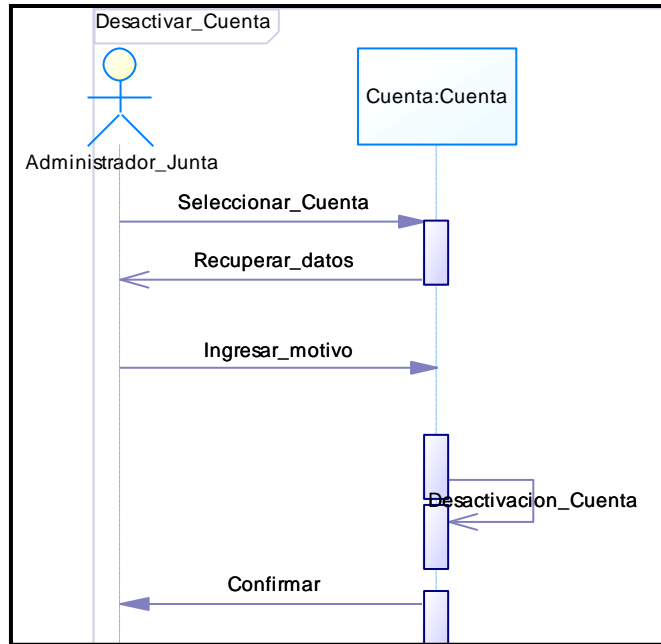 Desactivar_Cuenta
Cuenta:Cuenta
Administrador_Junta
Seleccionar_Cuenta
Recuperar_datos
Ingresar_motivo
Desactivacion_Cuenta
Confirmar